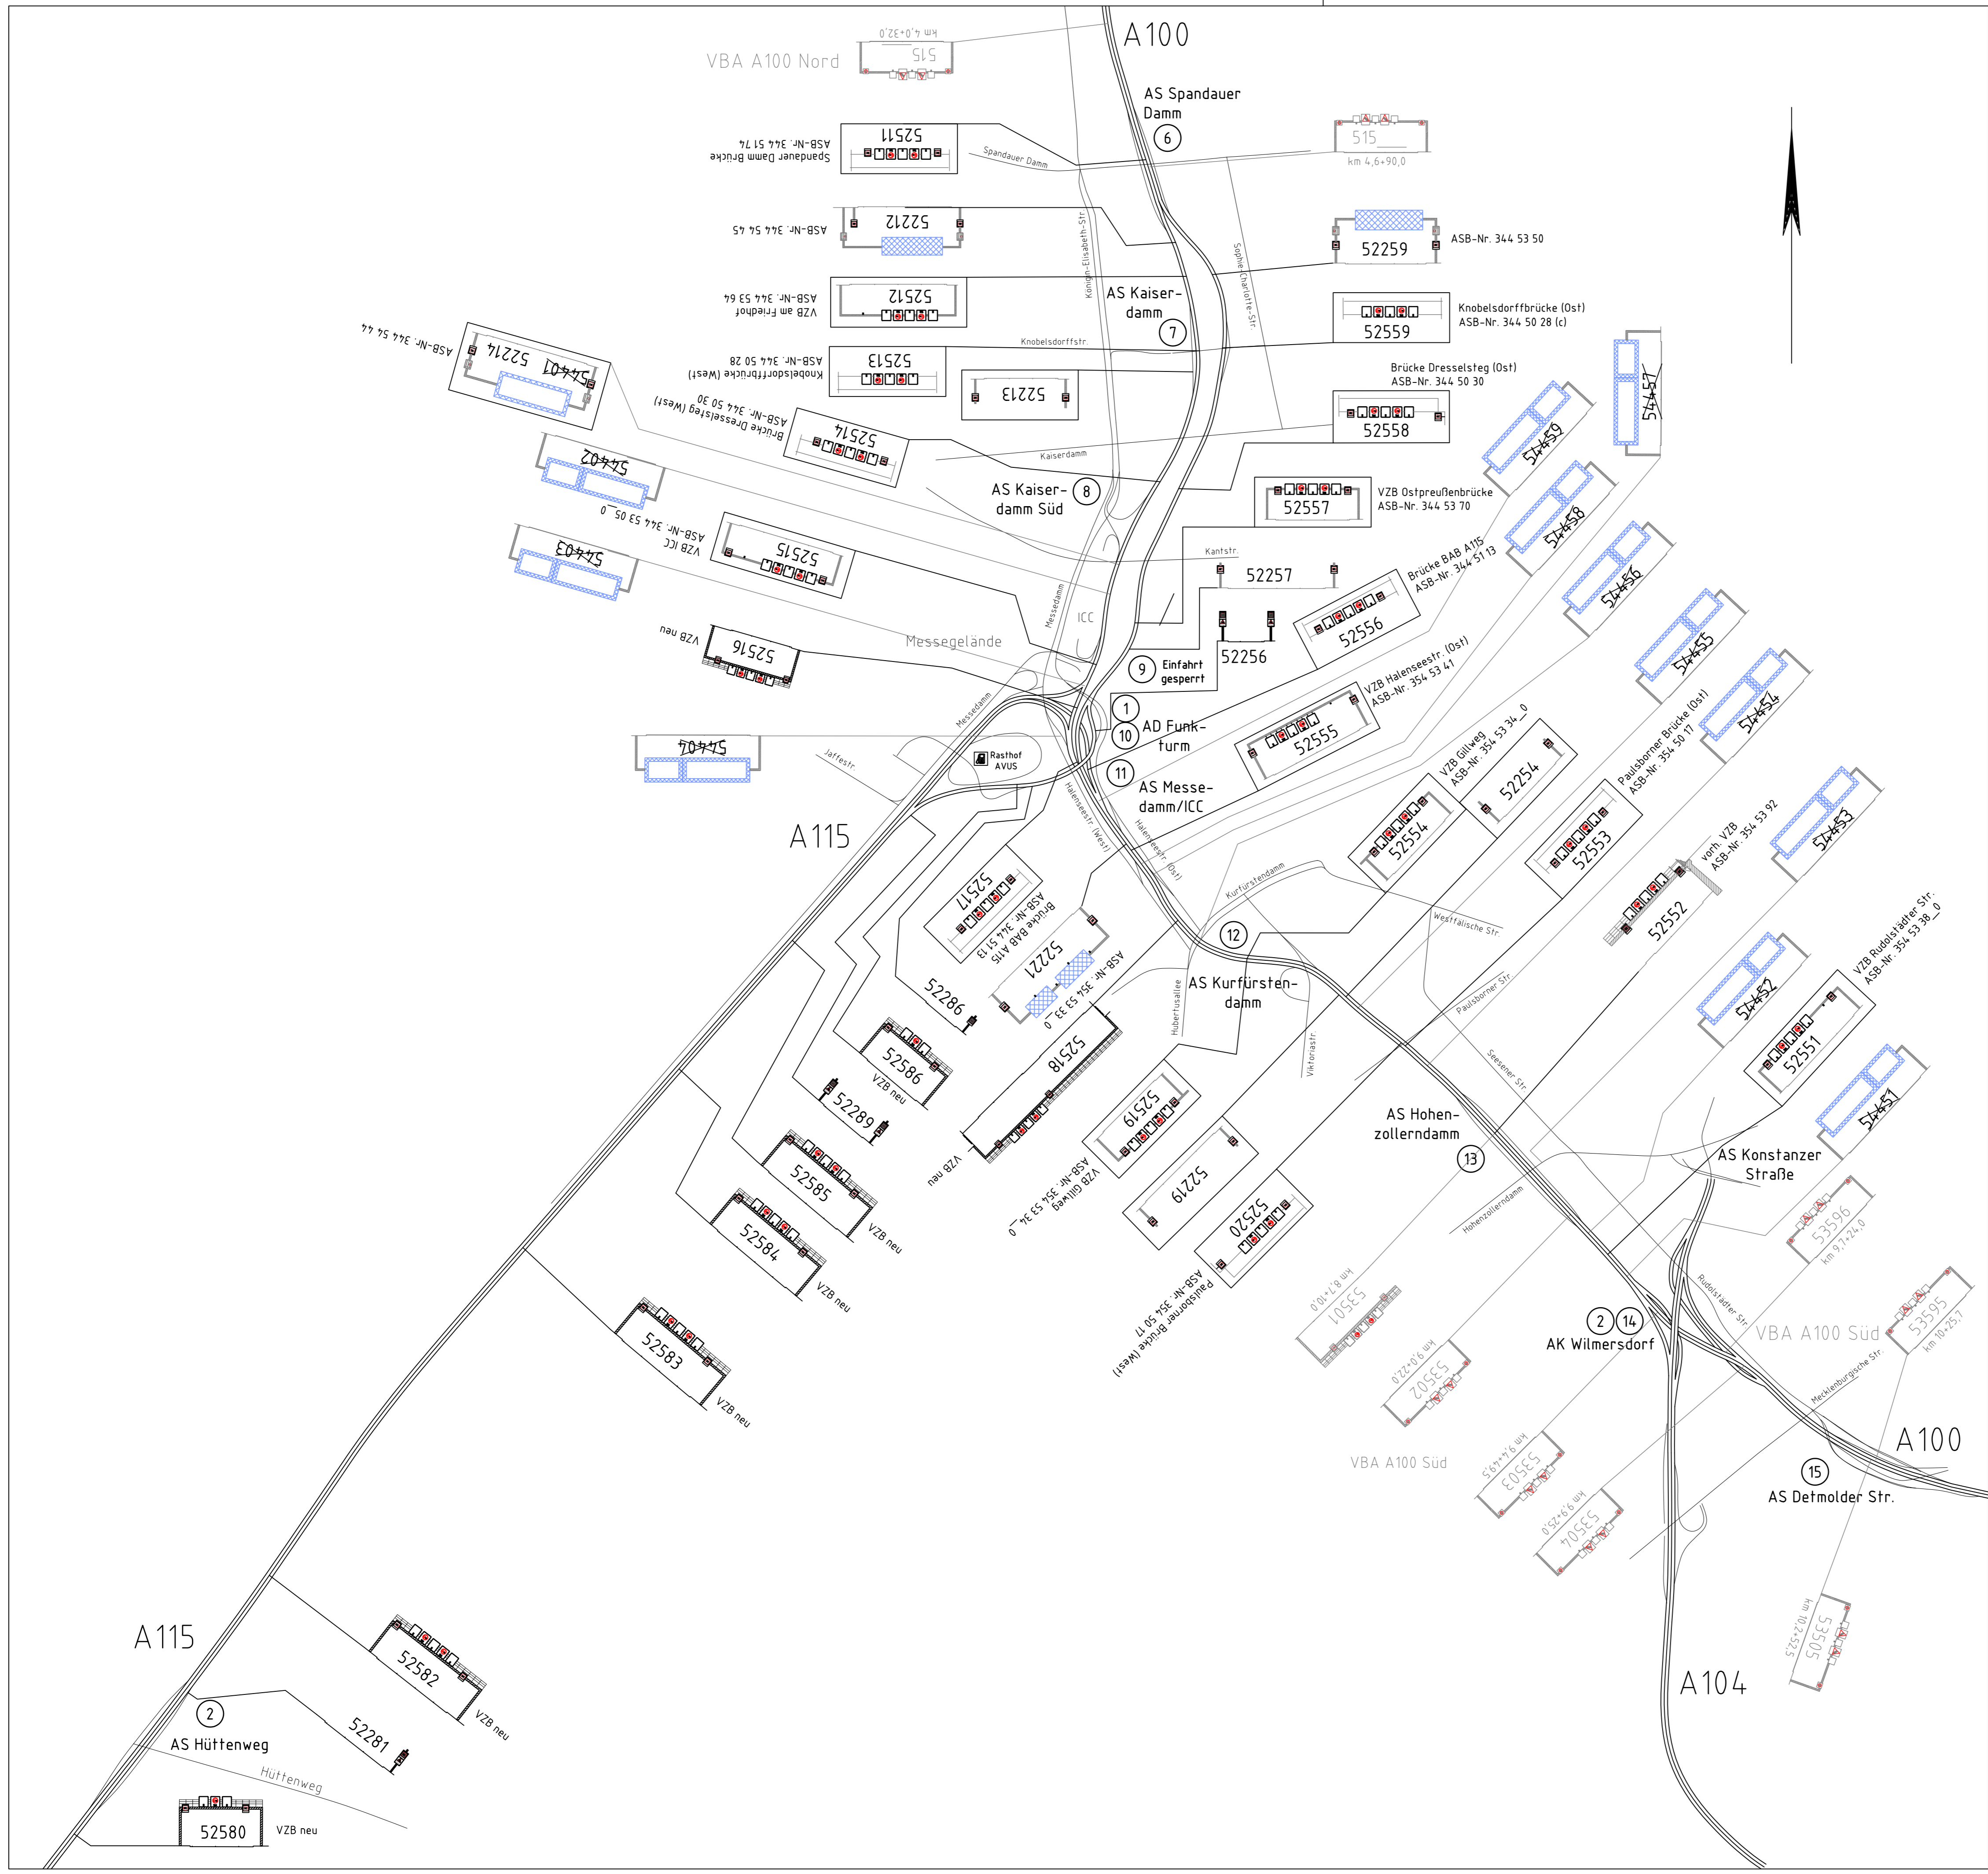 A100
VBA A100 Nord
km 4,0+32,0
515
AS Spandauer
Damm
6
515
km 4,6+90,0
Spandauer Damm Brücke
ASB-Nr. 344 51 74
52511
Spandauer Damm
ASB-Nr. 344 54 45
52212
52259
ASB-Nr. 344 53 50
Königin-Elisabeth-Str.
Sophie-Charlotte-Str.
VZB am Friedhof
ASB-Nr. 344 53 64
52512
AS Kaiser-
damm
7
52559
Knobelsdorffbrücke (Ost)
ASB-Nr. 344 50 28 (c)
ASB-Nr. 344 54 44
52214
54401
Knobelsdorffbrücke (West)
ASB-Nr. 344 50 28
52513
Knobelsdorffstr.
52213
Brücke Dresselsteg (Ost)
ASB-Nr. 344 50 30
52558
54457
Brücke Dresselsteg (West)
ASB-Nr. 344 50 30
52514
Kaiserdamm
54459
54402
AS Kaiser-
damm Süd
8
52557
VZB Ostpreußenbrücke
ASB-Nr. 344 53 70
54458
VZB ICC
ASB-Nr. 344 53 05_0
52515
54403
Kantstr.
52257
Brücke BAB A115
ASB-Nr. 344 51 13
52556
54456
Messedamm
ICC
VZB neu
52516
Messegelände
52256
9
Einfahrt
gesperrt
54455
VZB Halenseestr. (Ost)
ASB-Nr. 354 53 41
52555
Messedamm
1
10
AD Funk-
turm
54404
Jaffestr.
Rasthof
AVUS
11
AS Messe-
damm/ICC
VZB Gillweg
ASB-Nr. 354 53 34_0
52554
52254
Paulsborner Brücke (Ost)
ASB-Nr. 354 50 17
52553
54454
A115
Halenseestr. (West)
Halenseestr. (Ost)
54453
vorh. VZB
ASB-Nr. 354 53 92
52552
52517
Brücke BAB A115
ASB-Nr. 344 51 13
Kurfürstendamm
Westfälische Str.
12
52221
ASB-Nr. 354 53 33_0
AS Kurfürsten-
damm
54452
VZB Rudolstädter Str.
ASB-Nr. 354 53 38_0
52551
52286
Hubertusallee
Viktoriastr.
Paulsborner Str.
52586
VZB neu
52518
VZB neu
Seesener Str.
54451
52289
52519
VZB Gillweg
ASB-Nr. 354 53 34_0
AS Hohen-
zollerndamm
13
AS Konstanzer
Straße
52585
VZB neu
52219
Hohenzollerndamm
53596
km 9,7+24,0
52584
VZB neu
52520
Paulsborner Brücke (West)
ASB-Nr. 354 50 17
Rudolstädter Str.
53501
km 8,7+10,0
2
14
AK Wilmersdorf
VBA A100 Süd
53595
km 10+25,7
52583
VZB neu
53502
km 9,0+22,0
Mecklenburgische Str.
VBA A100 Süd
53503
km 9,4+49,5
A100
15
AS Detmolder Str.
53504
km 9,9+25,0
53505
km 10,2+52,5
A115
52582
VZB neu
A104
2
AS Hüttenweg
52281
Hüttenweg
52580
VZB neu